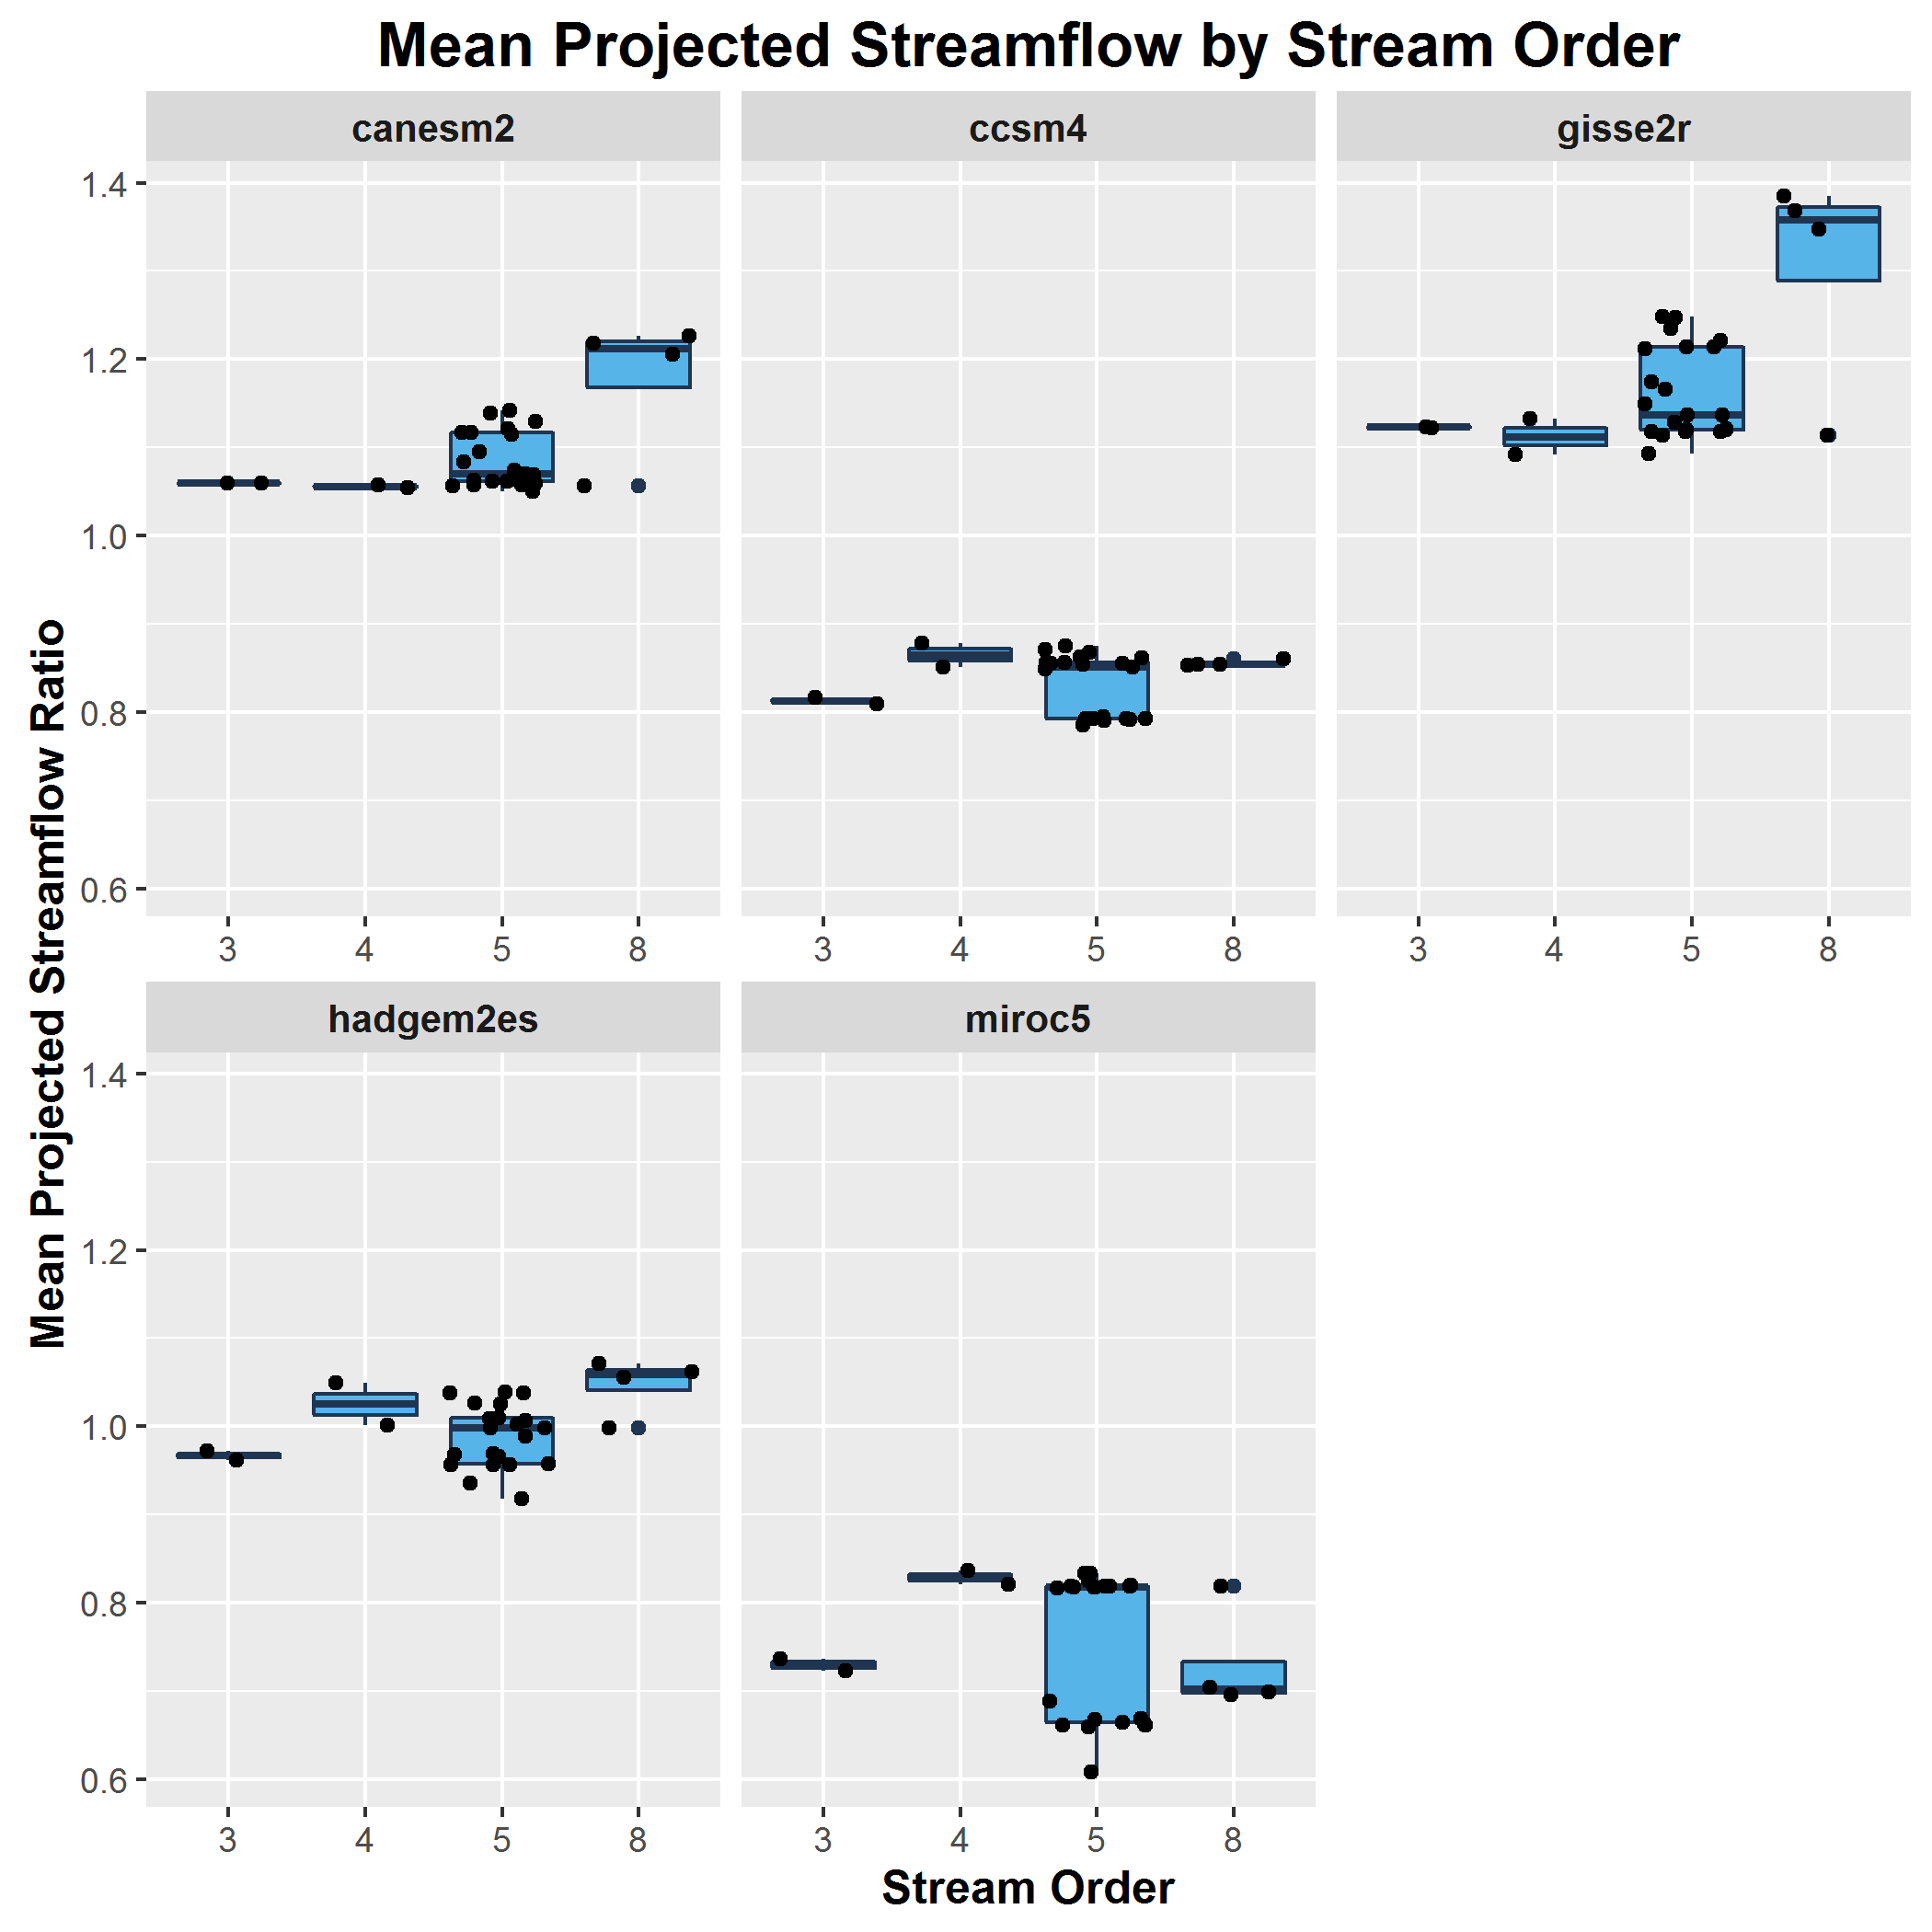 Mean Projected Streamflow by Stream Order
canesm2
ccsm4
gisse2r
1.4
1.2
1.0
0.8
0.6
3 4 5 8
3 4 5 8
3 4 5 8
Mean Projected Streamflow Ratio
hadgem2es
miroc5
1.4
1.2
1.0
0.8
0.6
3 4 5 8
3 4 5 8
Stream Order